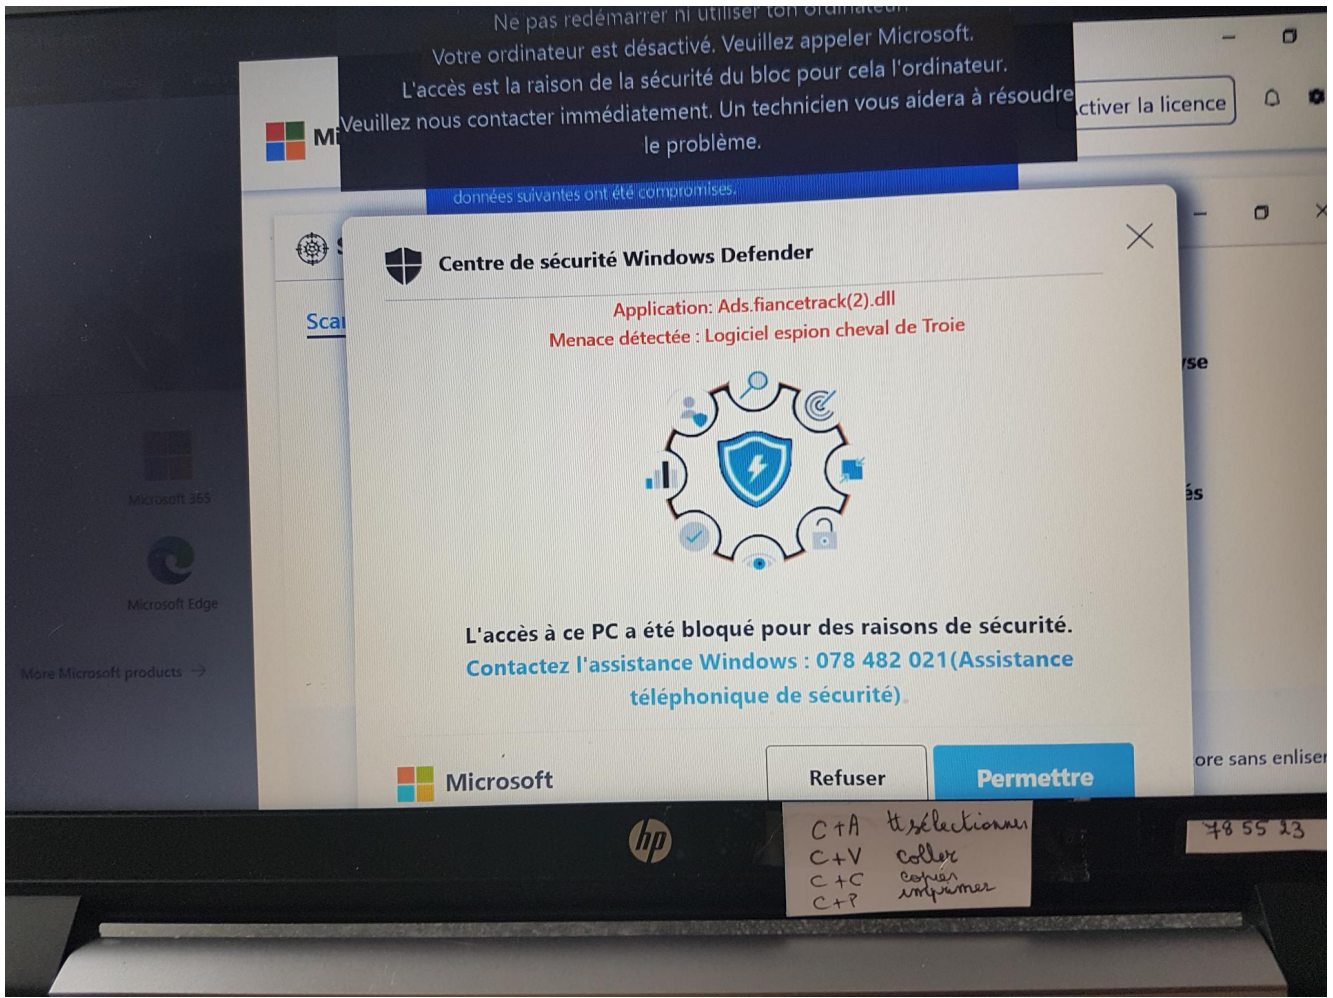 Ne pas redémarrer ni utiliser ton ordinateur.
Votre ordinateur est désactivé. Veuillez appeler Microsoft.
L'accès est la raison de la sécurité du bloc pour cela l'ordinateur.
Veuillez nous contacter immédiatement. Un technicien vous aidera à résoudre
le problème.
ctiver la licence
Mi
données suivantes ont été compromises.
S
Centre de sécurité Windows Defender
Application: Ads.fiancetrack(2).dll
Menace détectée : Logiciel espion cheval de Troie
Scan
yse
Microsoft 365
és
Microsoft Edge
L'accès à ce PC a été bloqué pour des raisons de sécurité.
Contactez l'assistance Windows : 078 482 021(Assistance
téléphonique de sécurité)
More Microsoft products →
ore sans enliser
Microsoft
Refuser
Permettre
hp
C+A tt sélectionner
C+V coller
C+C copier
C+P imprimer
78 55 23